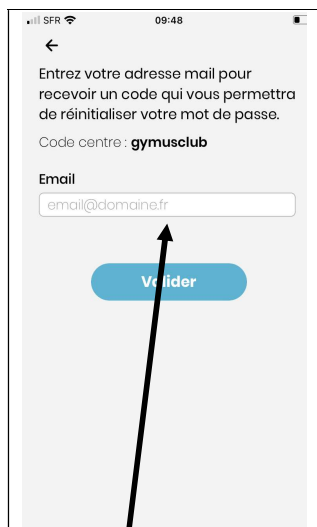 SFR 09:48
Entrez votre adresse mail pour
recevoir un code qui vous permettra
de réinitialiser votre mot de passe.
Code centre : gymusclub
Email
email@domaine.fr
Valider